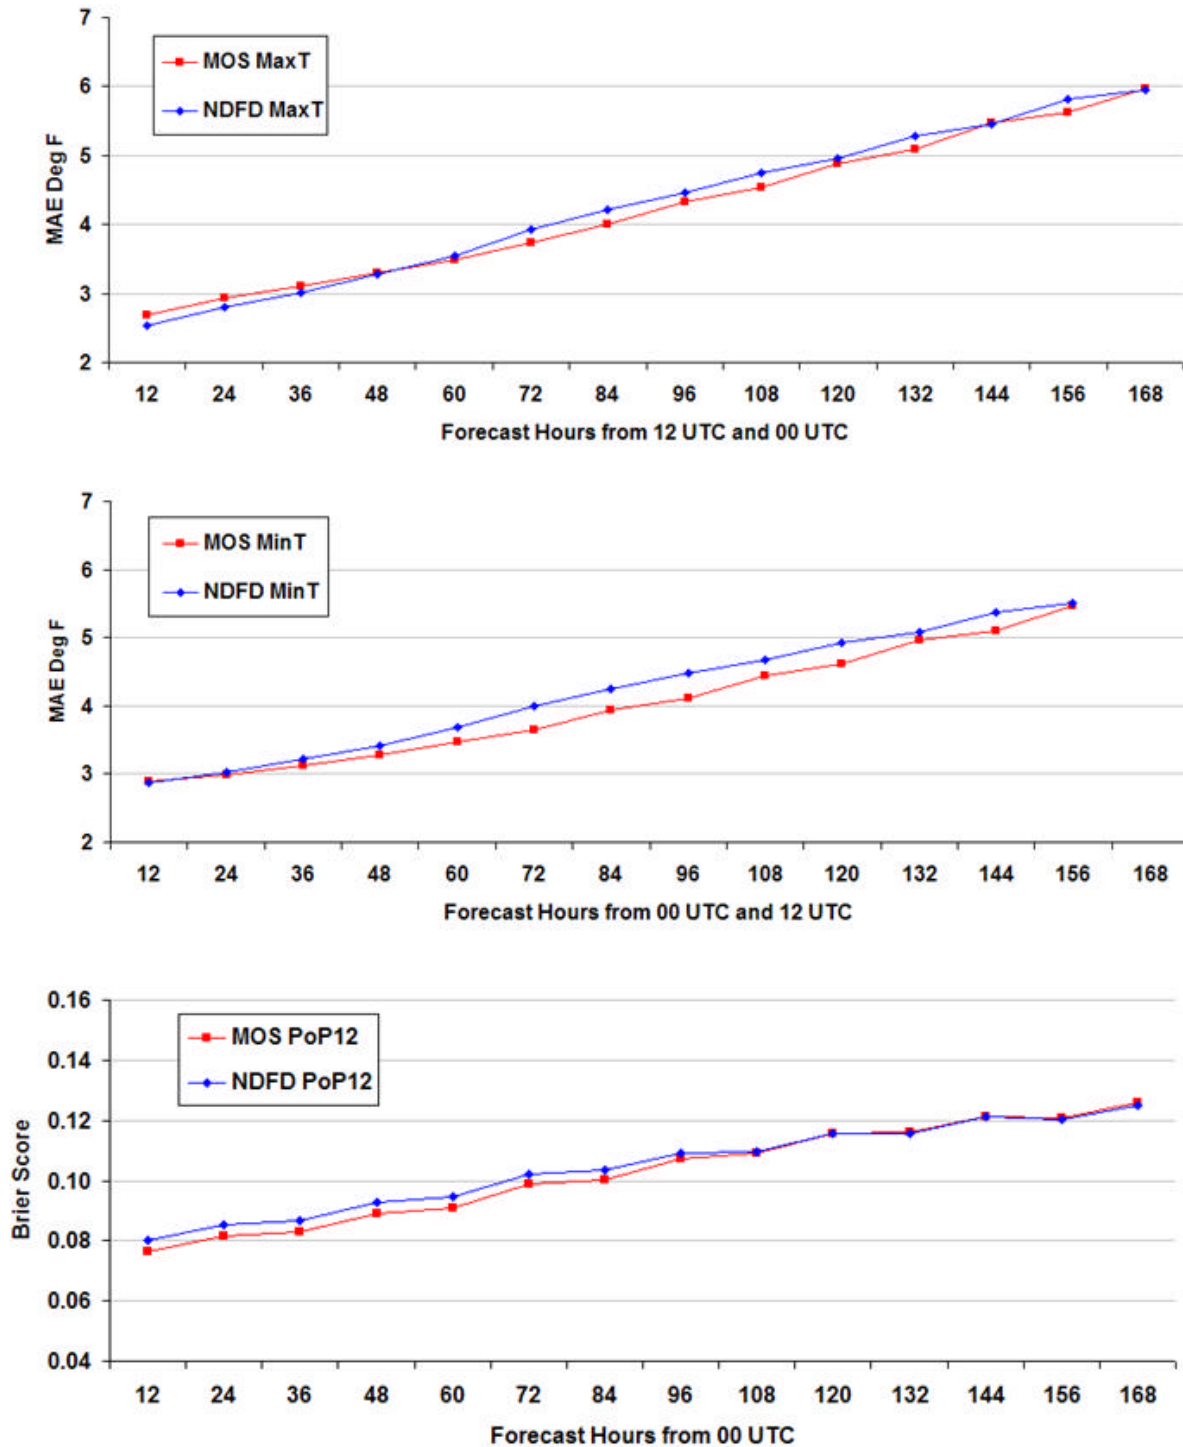 7
6
5
4
3
2
MAE Deg F
MOS MaxT
NDFD MaxT
12 24 36 48 60 72 84 96 108 120 132 144 156 168
Forecast Hours from 12 UTC and 00 UTC
7
6
5
4
3
2
MAE Deg F
MOS MinT
NDFD MinT
12 24 36 48 60 72 84 96 108 120 132 144 156 168
Forecast Hours from 00 UTC and 12 UTC
0.16
0.14
0.12
0.10
0.08
0.06
0.04
Brier Score
MOS PoP12
NDFD PoP12
12 24 36 48 60 72 84 96 108 120 132 144 156 168
Forecast Hours from 00 UTC